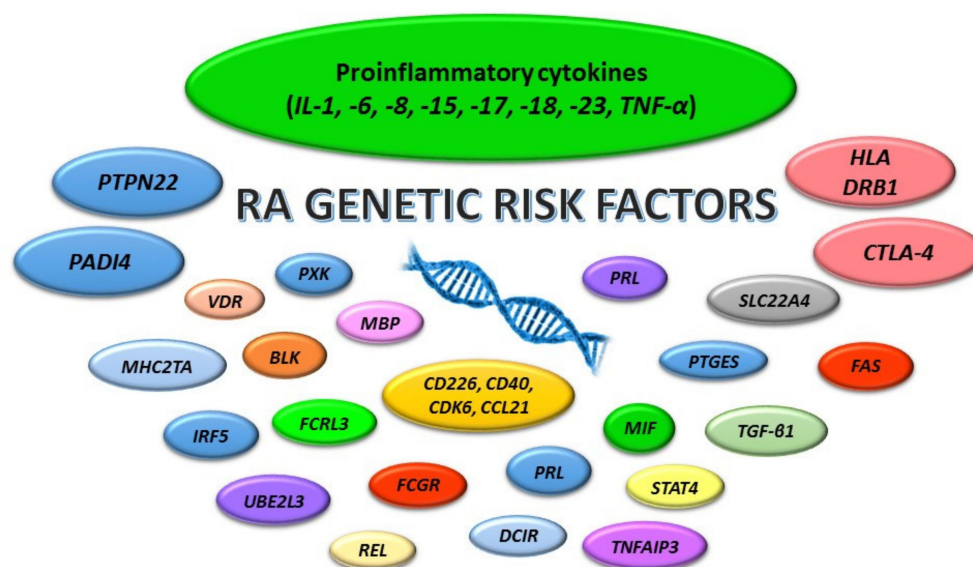 Proinflammatory cytokines
(IL-1, -6, -8, -15, -17, -18, -23, TNF-α)
PTPN22
HLA
DRB1
RA GENETIC RISK FACTORS
PADI4
CTLA-4
PXK
PRL
VDR
SLC22A4
MBP
MHC2TA
BLK
PTGES
FAS
CD226, CD40,
CDK6, CCL21
IRF5
FCRL3
MIF
TGF-β1
UBE2L3
FCGR
PRL
STAT4
REL
DCIR
TNFAIP3